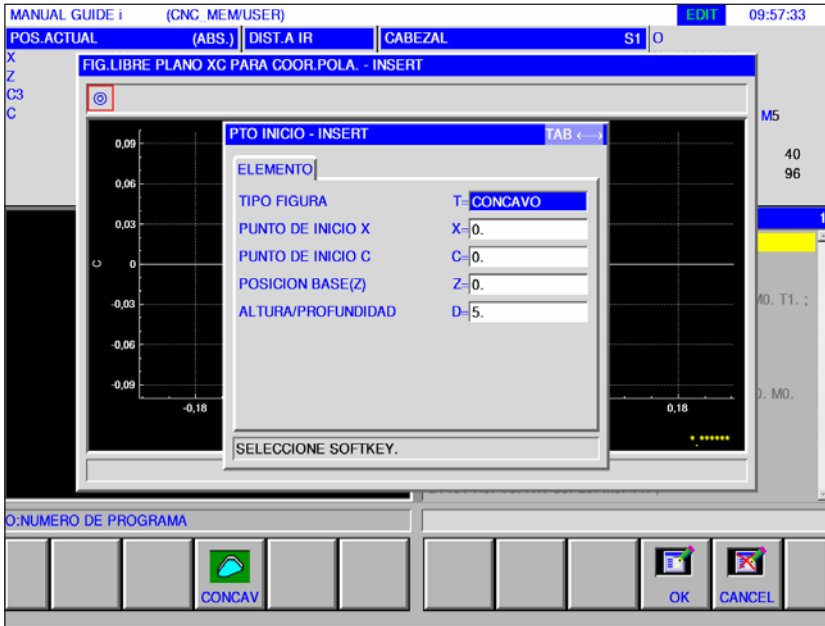 MANUAL GUIDE i (CNC_MEM/USER) EDIT 09:57:33
POS.ACTUAL (ABS.) DIST.A IR CABEZAL S1 O
X
Z
C3
C
FIG.LIBRE PLANO XC PARA COOR.POLA. - INSERT
M5
40
96
PTO INICIO - INSERT TAB ←→
ELEMENTO
TIPO FIGURA T= CONCAVO
PUNTO DE INICIO X X= 0.
PUNTO DE INICIO C C= 0.
POSICION BASE(Z) Z= 0.
ALTURA/PROFUNDIDAD D= 5.
SELECCIONE SOFTKEY.
0,09
0,06
0,03
0
-0,03
-0,06
-0,09
C
-0,18 0,18
*.******
1
M0. T1. ;
0. M0.
O:NUMERO DE PROGRAMA
CONCAV OK CANCEL